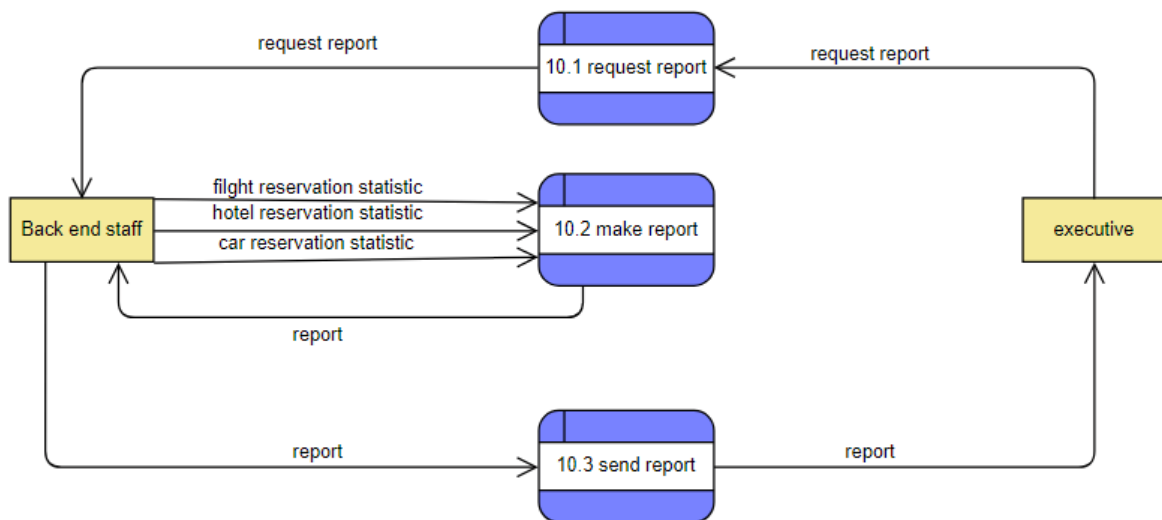 request report
10.1 request report
request report
filght reservation statistic
hotel reservation statistic
car reservation statistic
Back end staff
10.2 make report
executive
report
report
10.3 send report
report